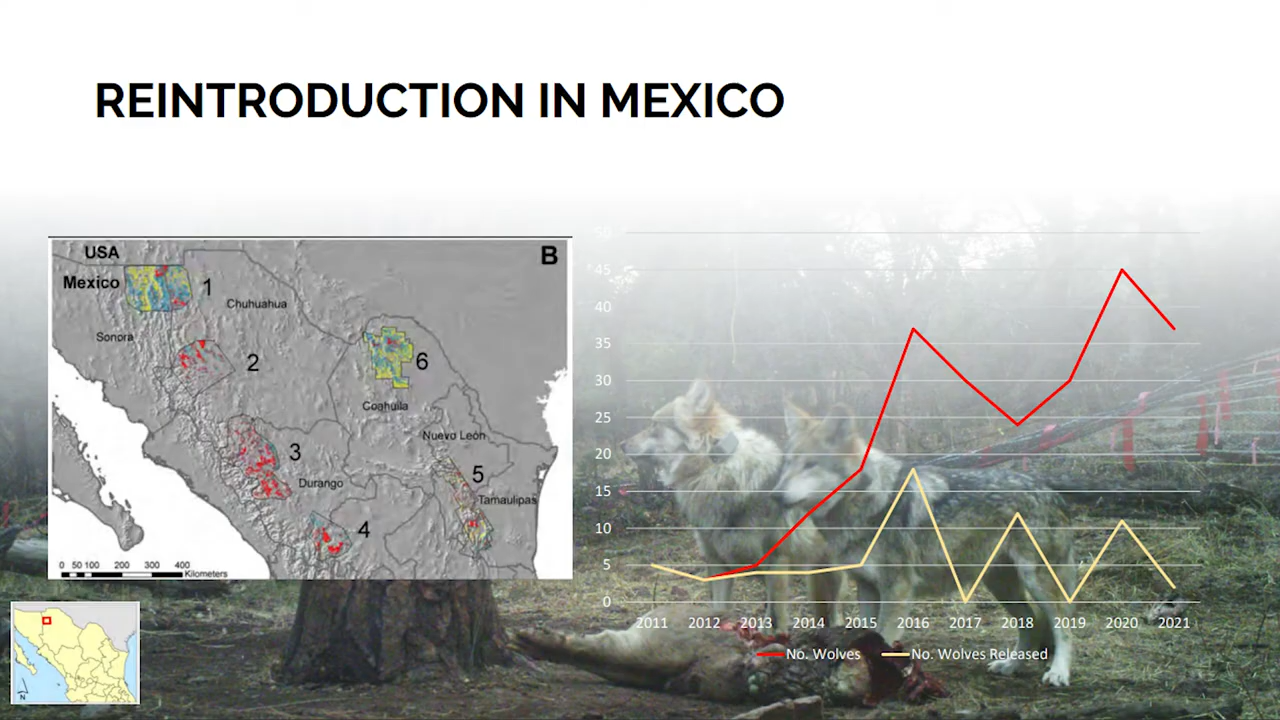 REINTRODUCTION IN MEXICO
USA
B
Mexico
1
Chuhuahua
Sonora
2
6
Coahuila
Nuevo León
3
5
Durango
Tamaulipas
4
0 50 100 200 300 400
Kilometers
N
50
45
40
35
30
25
20
15
10
5
0
2011 2012 2013 2014 2015 2016 2017 2018 2019 2020 2021
No. Wolves No. Wolves Released